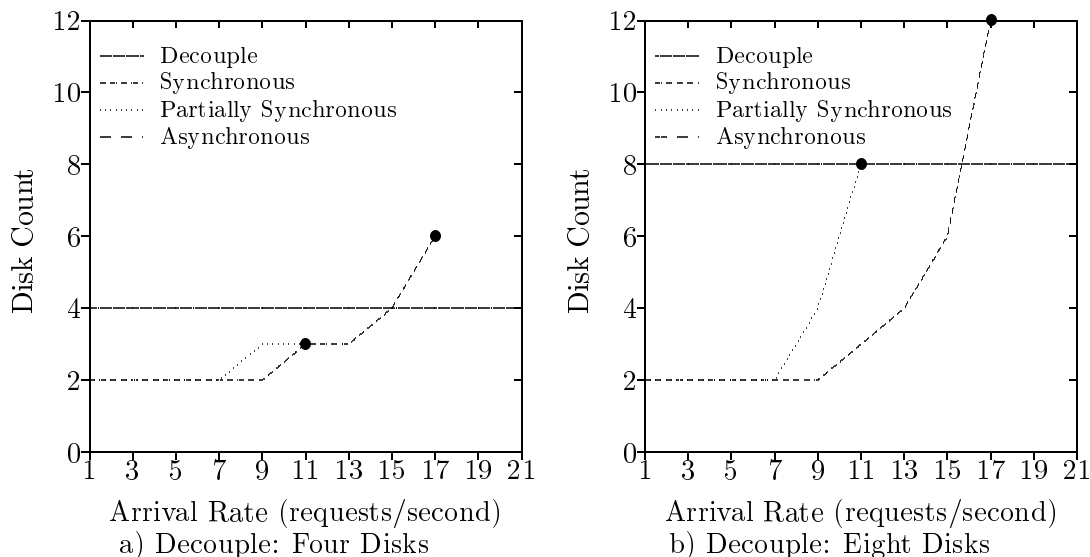 12
10
8
6
4
2
0
Disk Count
Decouple
Synchronous
Partially Synchronous
Asynchronous
1 3 5 7 9 11 13 15 17 19 21
Arrival Rate (requests/second)
a) Decouple: Four Disks
12
10
8
6
4
2
0
Disk Count
Decouple
Synchronous
Partially Synchronous
Asynchronous
1 3 5 7 9 11 13 15 17 19 21
Arrival Rate (requests/second)
b) Decouple: Eight Disks